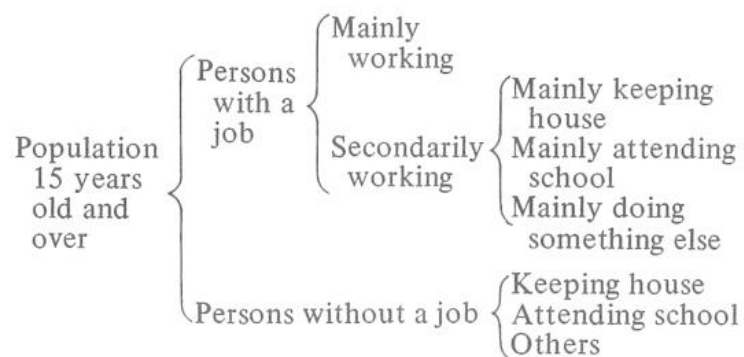 Population
15 years
old and
over
Persons
with a
job
Mainly
working
Secondarily
working
Mainly keeping
house
Mainly attending
school
Mainly doing
something else
Persons without a job
Keeping house
Attending school
Others